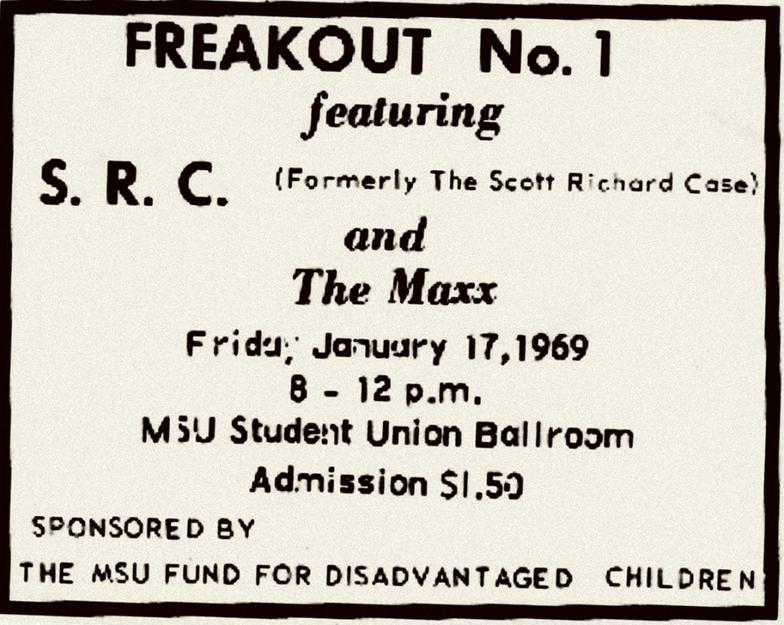 FREAKOUT No. 1
featuring
S. R. C. (Formerly The Scott Richard Case)
and
The Maxx
Friday January 17, 1969
8 - 12 p.m.
MSU Student Union Ballroom
Admission $1.50
SPONSORED BY
THE MSU FUND FOR DISADVANTAGED CHILDREN